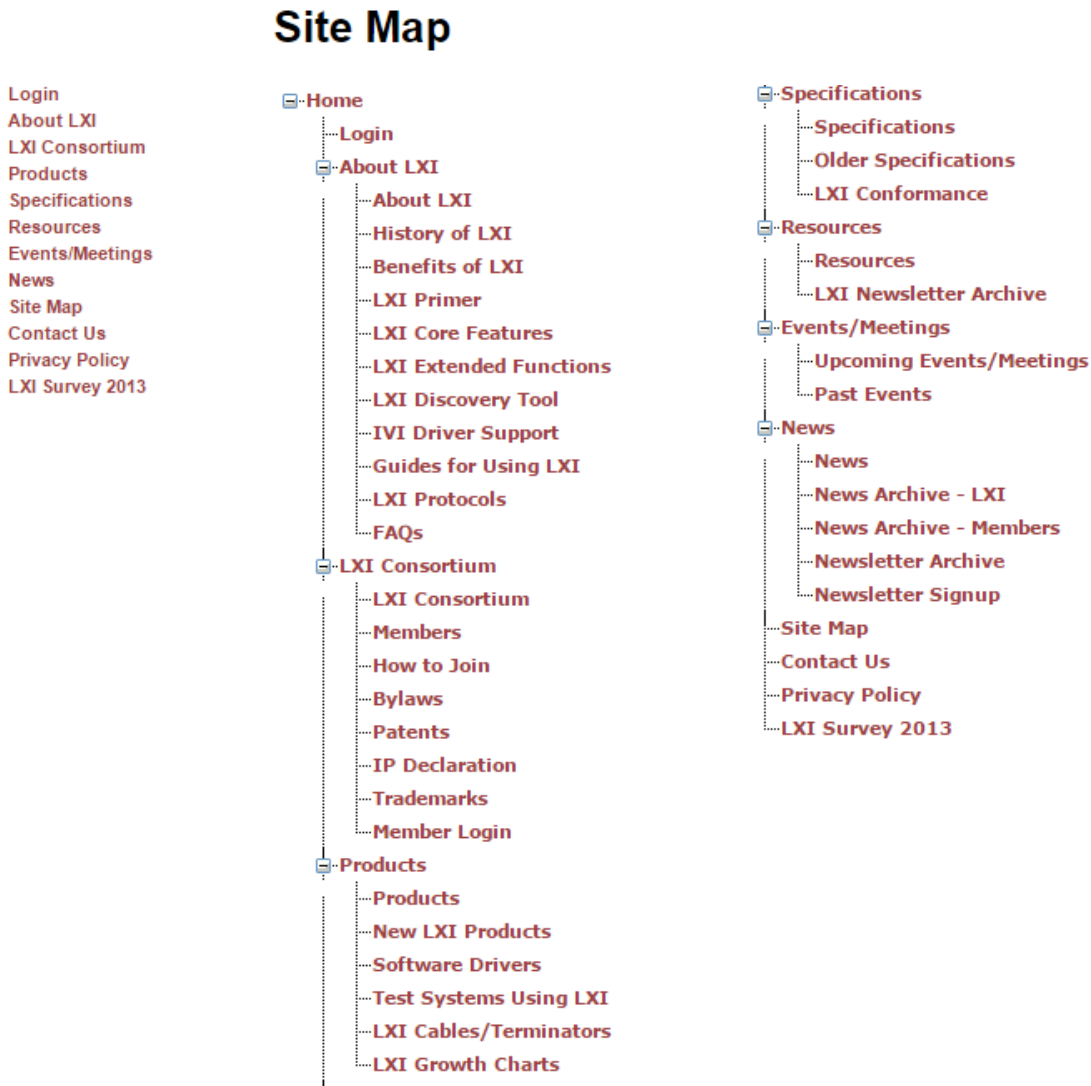 Site Map
Login
About LXI
LXI Consortium
Products
Specifications
Resources
Events/Meetings
News
Site Map
Contact Us
Privacy Policy
LXI Survey 2013
Home
Login
About LXI
About LXI
History of LXI
Benefits of LXI
LXI Primer
LXI Core Features
LXI Extended Functions
LXI Discovery Tool
IVI Driver Support
Guides for Using LXI
LXI Protocols
FAQs
LXI Consortium
LXI Consortium
Members
How to Join
Bylaws
Patents
IP Declaration
Trademarks
Member Login
Products
Products
New LXI Products
Software Drivers
Test Systems Using LXI
LXI Cables/Terminators
LXI Growth Charts
Specifications
Specifications
Older Specifications
LXI Conformance
Resources
Resources
LXI Newsletter Archive
Events/Meetings
Upcoming Events/Meetings
Past Events
News
News
News Archive - LXI
News Archive - Members
Newsletter Archive
Newsletter Signup
Site Map
Contact Us
Privacy Policy
LXI Survey 2013